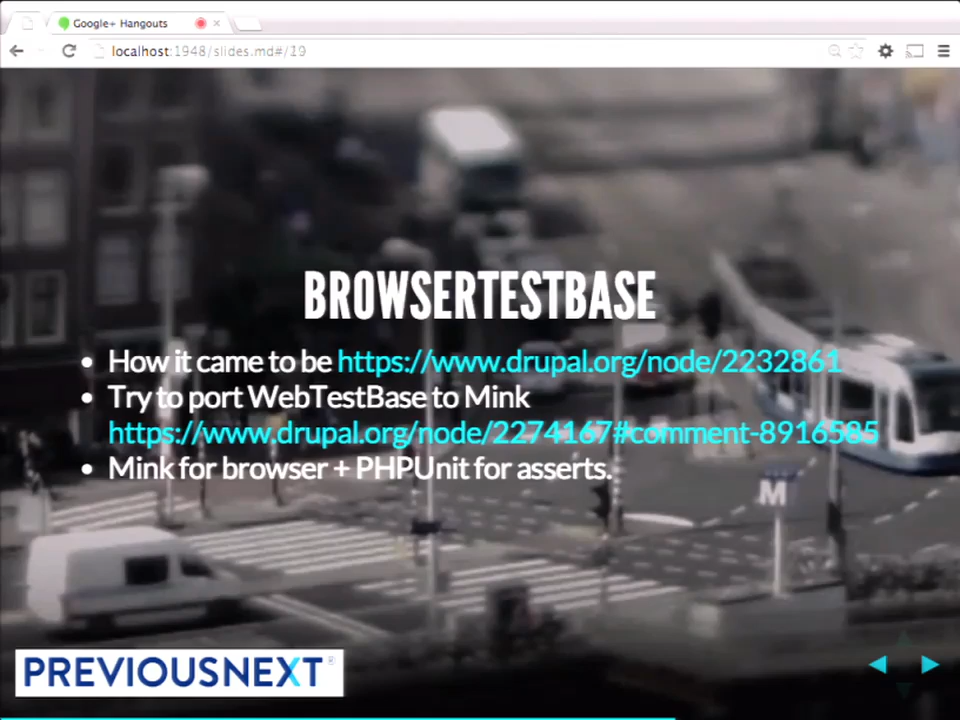 Google+ Hangouts
localhost:1948/slides.md#/19
BROWSERTESTBASE
How it came to be https://www.drupal.org/node/2232861
Try to port WebTestBase to Mink
https://www.drupal.org/node/2274167#comment-8916585
Mink for browser + PHPUnit for asserts.
M
PREVIOUSNEXT®